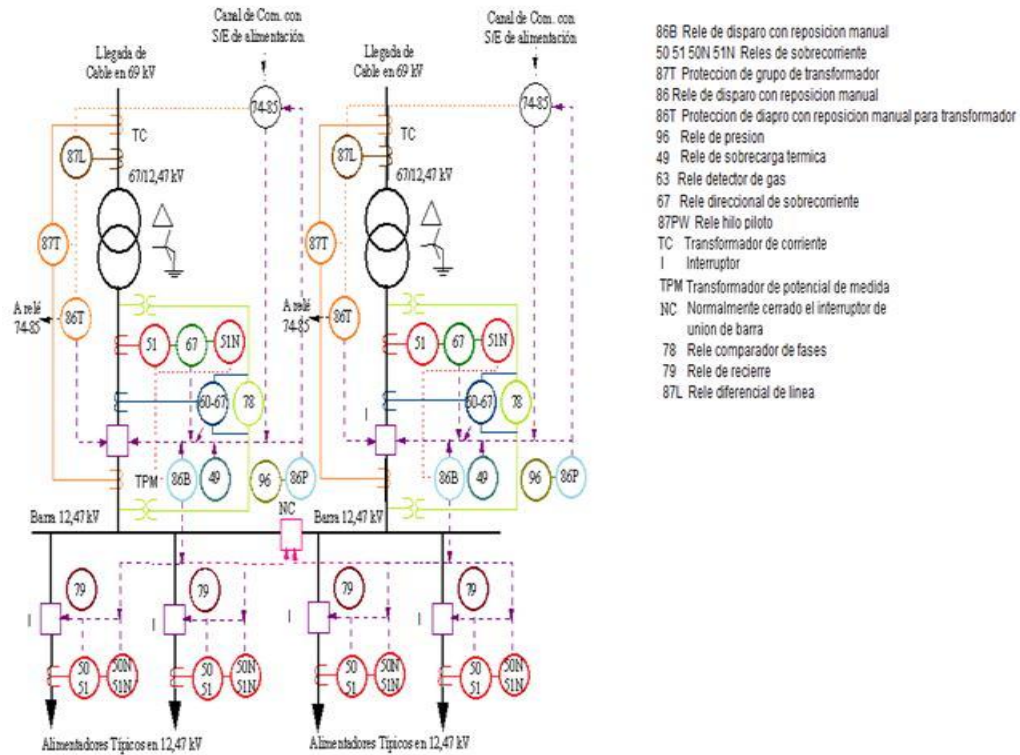 Canal de Com. con
S/E de alimentación
Canal de Com. con
S/E de alimentación
Llegada de
Cable en 69 kV
Llegada de
Cable en 69 kV
74-85
74-85
TC
TC
87L
87L
67/12,47 kV
67/12,47 kV
87T
87T
A relé
74-85
86T
A relé
74-85
86T
51
67
51N
51
67
51N
60-67
78
60-67
78
I
I
TPM
86B
49
96
86P
86B
49
96
86P
NC
Barra 12,47 kV
Barra 12,47 kV
79
79
79
79
I
I
I
I
50
51
50N
51N
50
51
50N
51N
50
51
50N
51N
50
51
50N
51N
Alimentadores Típicos en 12,47 kV
Alimentadores Típicos en 12,47 kV
86B Rele de disparo con reposicion manual
50 51 50N 51N Reles de sobrecorriente
87T Proteccion de grupo de transformador
86 Rele de disparo con reposicion manual
86T Proteccion de diapro con reposicion manual para transformador
96 Rele de presion
49 Rele de sobrecarga termica
63 Rele detector de gas
67 Rele direccional de sobrecorriente
87PW Rele hilo piloto
TC Transformador de corriente
I Interruptor
TPM Transformador de potencial de medida
NC Normalmente cerrado el interruptor de
union de barra
78 Rele comparador de fases
79 Rele de recierre
87L Rele diferencial de linea